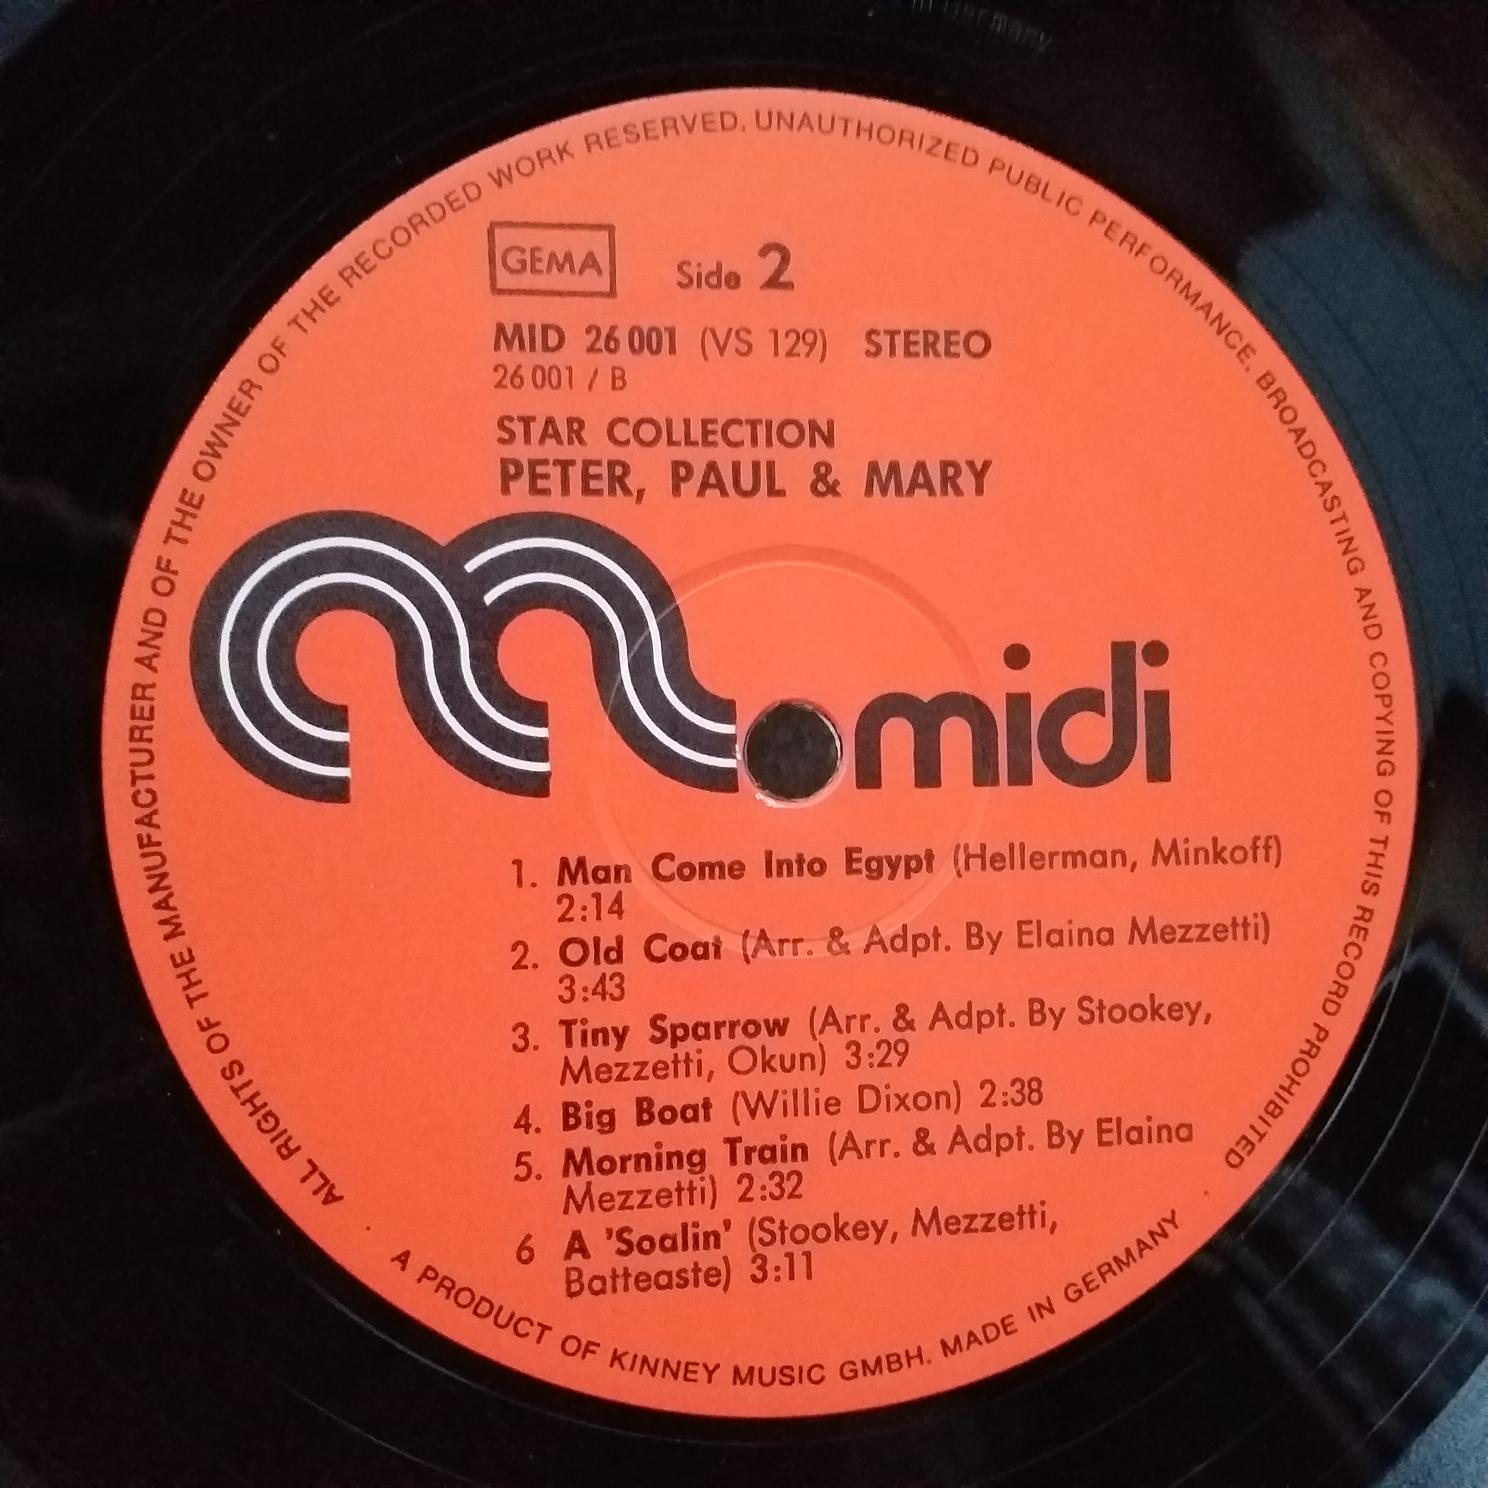 in Germany
ALL RIGHTS OF THE MANUFACTURER AND OF THE OWNER OF THE RECORDED WORK RESERVED. UNAUTHORIZED PUBLIC PERFORMANCE. BROADCASTING AND COPYING OF THIS RECORD PROHIBITED
GEMA Side 2
MID 26 001 (VS 129) STEREO
26 001 / B
STAR COLLECTION
PETER, PAUL & MARY
midi
1. Man Come Into Egypt (Hellerman, Minkoff)
2:14
2. Old Coat (Arr. & Adpt. By Elaina Mezzetti)
3:43
3. Tiny Sparrow (Arr. & Adpt. By Stookey,
Mezzetti, Okun) 3:29
4. Big Boat (Willie Dixon) 2:38
5. Morning Train (Arr. & Adpt. By Elaina
Mezzetti) 2:32
6 A 'Soalin' (Stookey, Mezzetti,
Batteaste) 3:11
A PRODUCT OF KINNEY MUSIC GMBH. MADE IN GERMANY